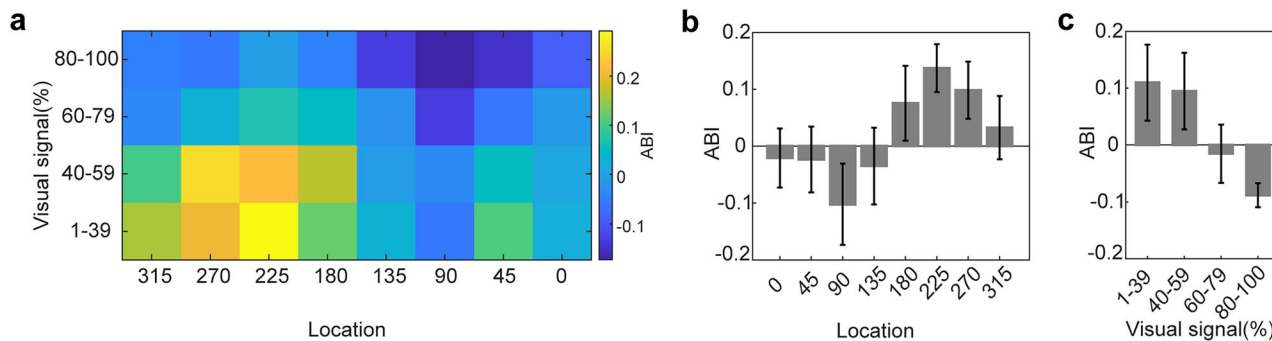 a
Visual signal(%)
80-100
60-79
40-59
1-39
315 270 225 180 135 90 45 0
Location
0.2
0.1
0
-0.1
ABI
b
ABI
0.2
0.1
0
-0.1
-0.2
0 45 90 135 180 225 270 315
Location
c
ABI
0.2
0.1
0
-0.1
-0.2
1-39 40-59 60-79 80-100
Visual signal(%)